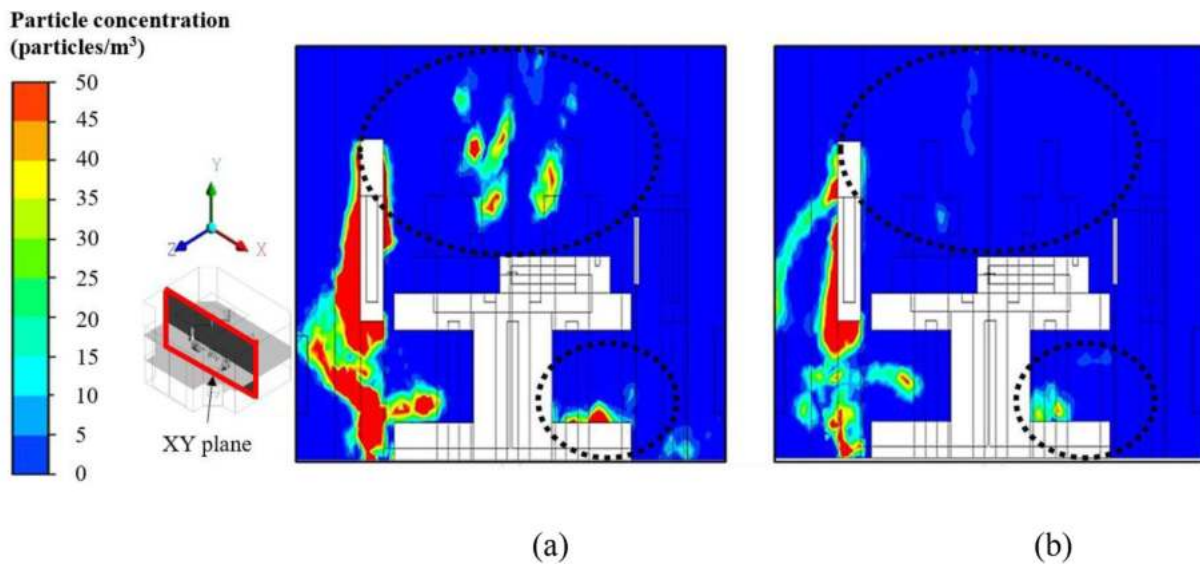 Particle concentration
(particles/m³)
50
45
40
35
30
25
20
15
10
5
0
Y
Z
X
XY plane
(a)
(b)